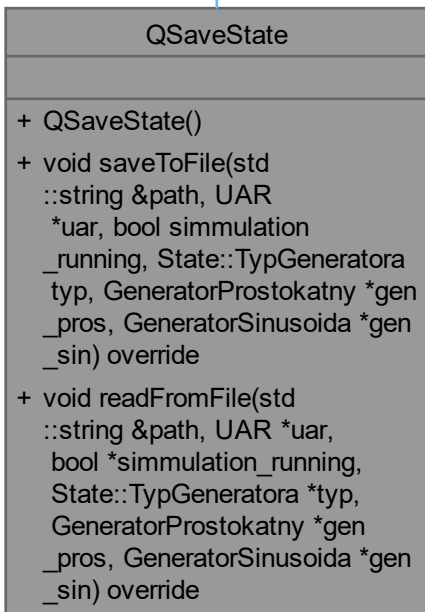 QSaveState
+ QSaveState()
+ void saveToFile(std
::string &path, UAR
*uar, bool simmulation
_running, State::TypGeneratora
typ, GeneratorProstokatny *gen
_pros, GeneratorSinusoida *gen
_sin) override
+ void readFromFile(std
::string &path, UAR *uar,
bool *simmulation_running,
State::TypGeneratora *typ,
GeneratorProstokatny *gen
_pros, GeneratorSinusoida *gen
_sin) override